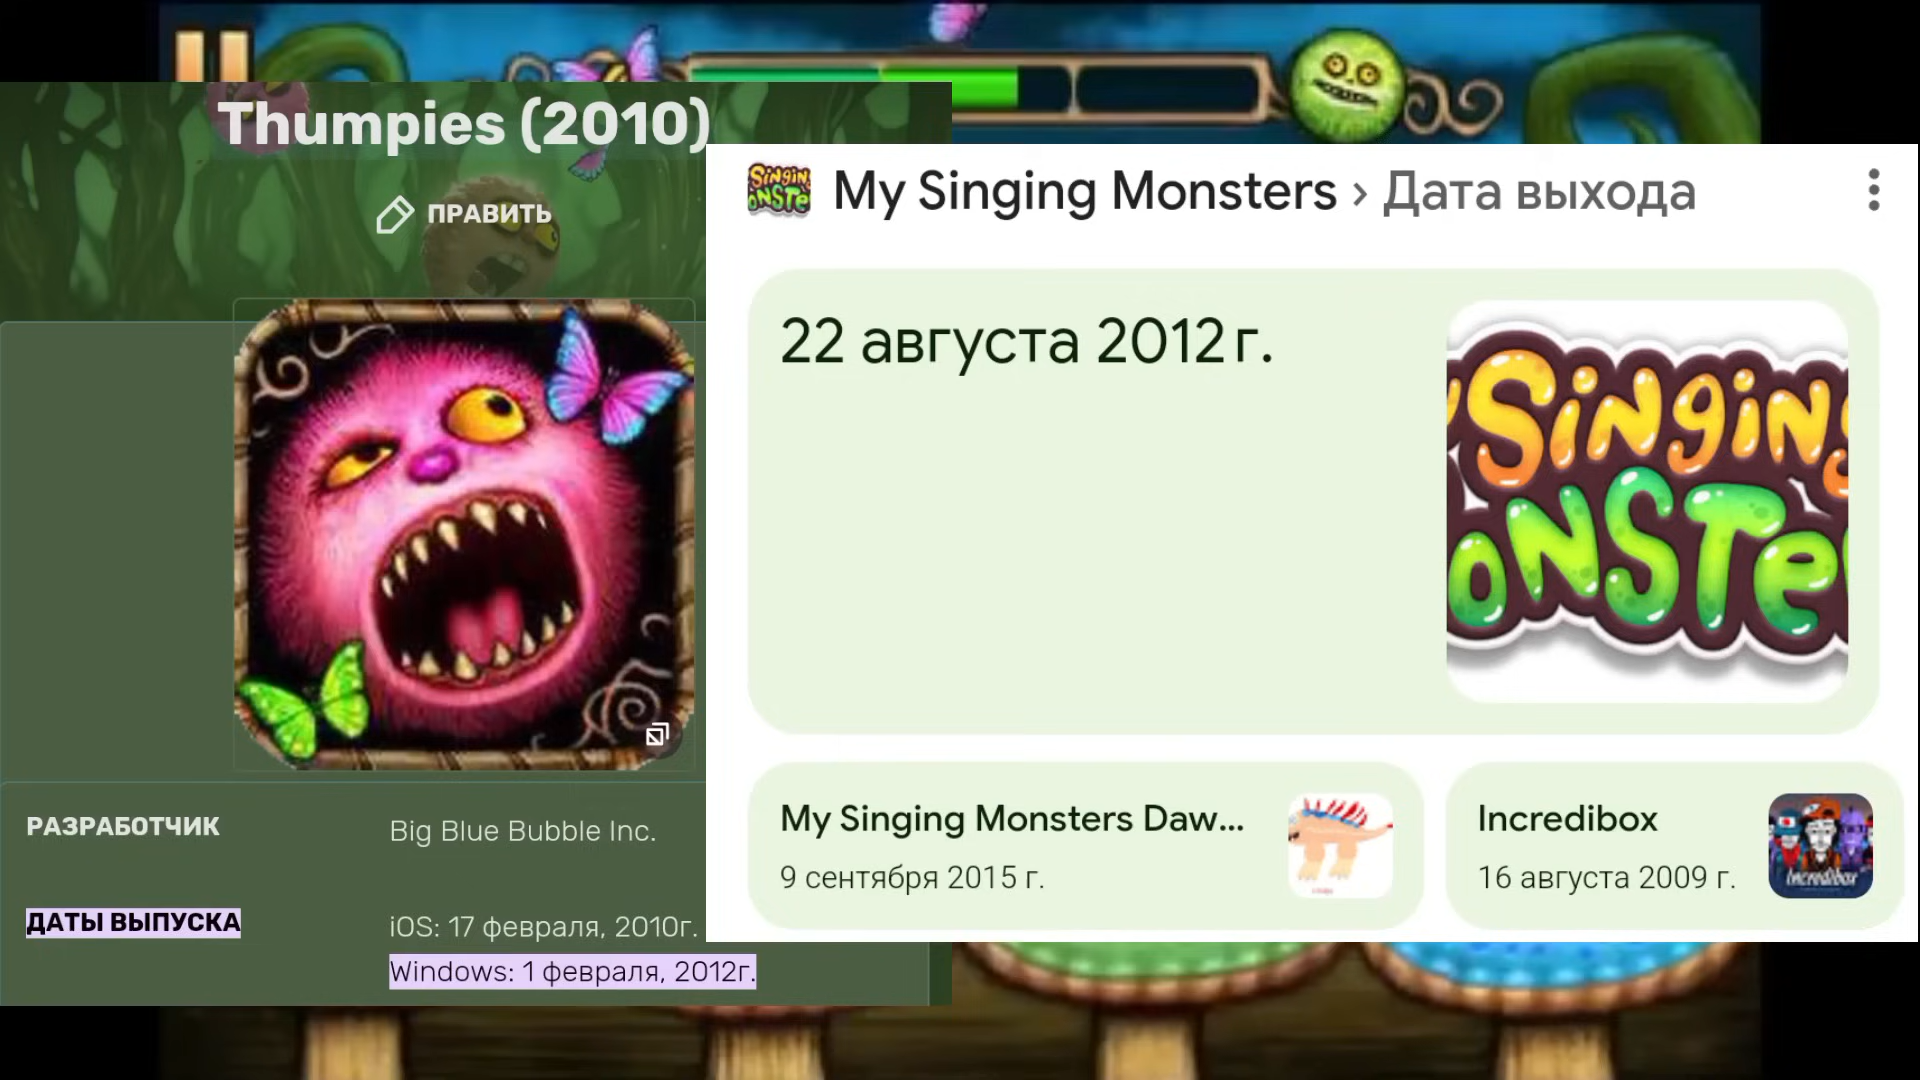 Thumpies (2010)
ПРАВИТЬ
РАЗРАБОТЧИК
Big Blue Bubble Inc.
ДАТЫ ВЫПУСКА
iOS: 17 февраля, 2010г.
Windows: 1 февраля, 2012г.
My Singing Monsters › Дата выхода
22 августа 2012 г.
My Singing Monsters Daw...
9 сентября 2015 г.
Incredibox
16 августа 2009 г.